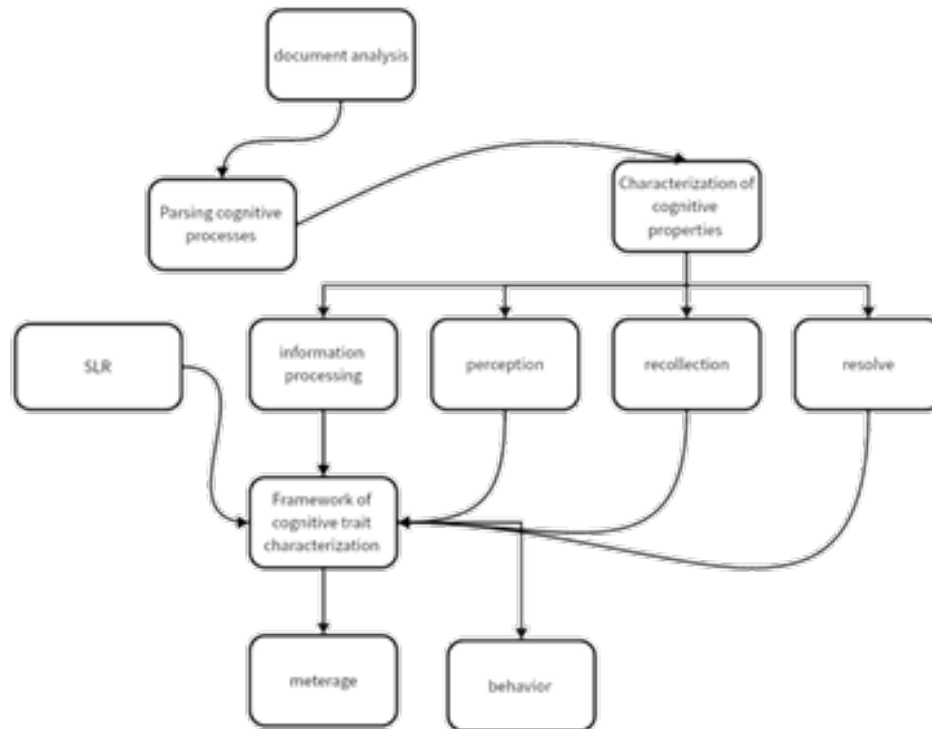 document analysis
Parsing cognitive
processes
Characterization of
cognitive
properties
SLR
information
processing
perception
recollection
resolve
Framework of
cognitive trait
characterization
meterage
behavior